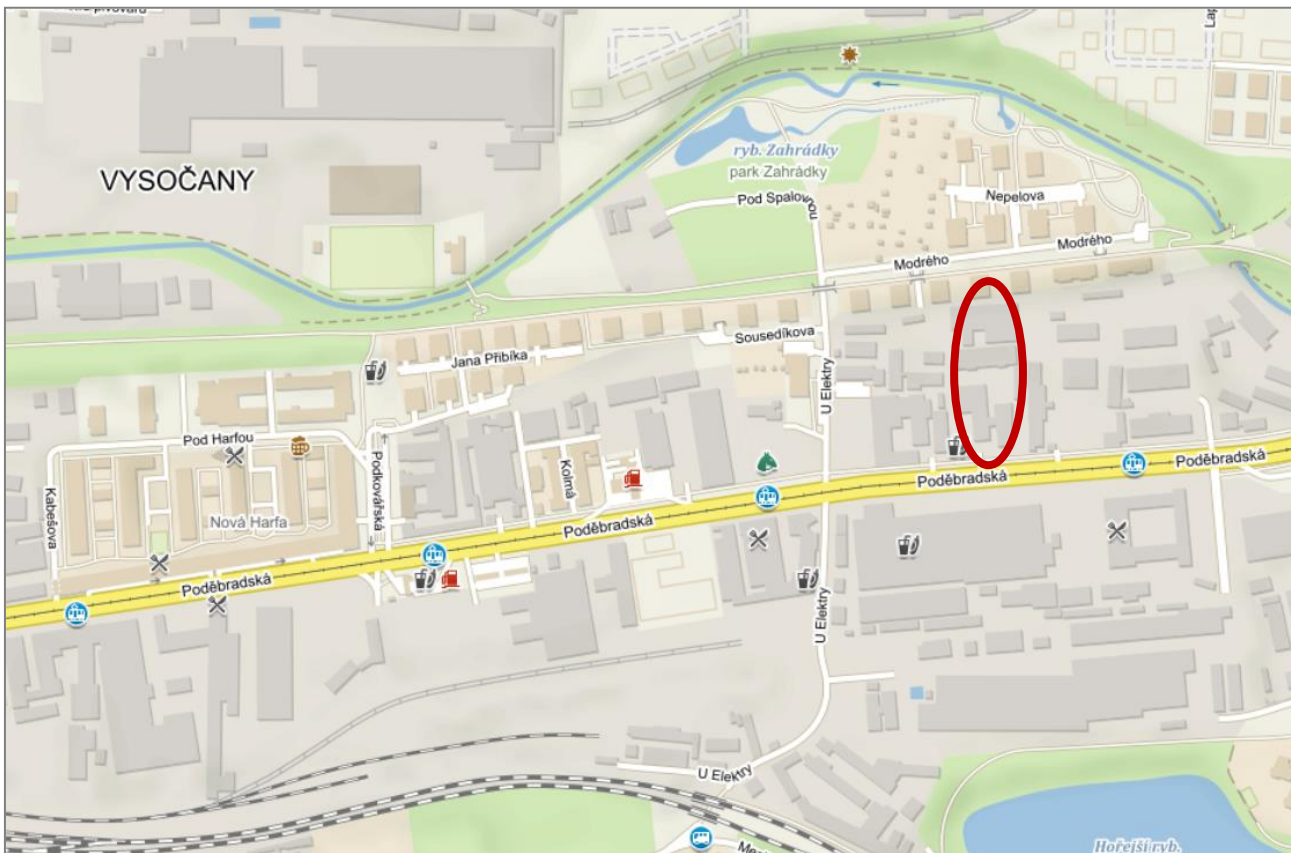 VYSOČANY
ryb. Zahrádky
park Zahrádky
Pod Spalovnou
Nepelova
Modrého
Modrého
Sousedíkova
Jana Přibíka
U Elektry
Pod Harfou
Podkovářská
Kolmá
Kabešova
Nová Harfa
Poděbradská
Poděbradská
Poděbradská
Poděbradská
U Elektry
U Elektry
Hořejší ryb.